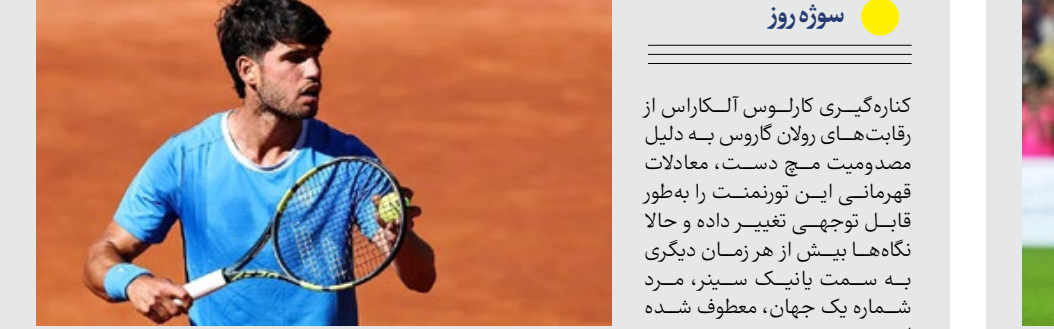 سوژه روز
کناره‌گیری کارلوس آلکاراس از
رقابت‌های رولان گاروس به دلیل
مصدومیت مچ دست، معادلات
قهرمانی این تورنمنت را به‌طور
قابل توجهی تغییر داده و حالا
نگاه‌ها بیش از هر زمان دیگری
به سمت یانیک سینر، مرد
شماره یک جهان، معطوف شده